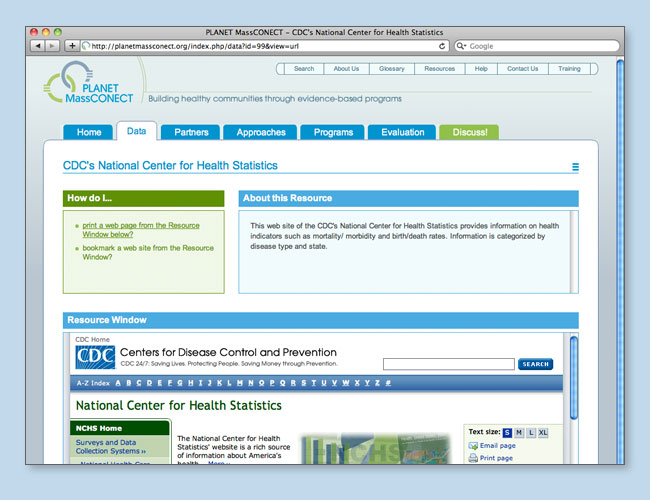 PLANET MassCONECT – CDC's National Center for Health Statistics
http://planetmassconect.org/index.php/data?id=99&view=url
Google
Search
About Us
Glossary
Resources
Help
Contact Us
Training
PLANET
MassCONECT
Building healthy communities through evidence-based programs
Home
Data
Partners
Approaches
Programs
Evaluation
Discuss!
CDC's National Center for Health Statistics
How do I...
print a web page from the Resource
Window below?
bookmark a web site from the Resource
Window?
About this Resource
This web site of the CDC's National Center for Health Statistics provides information on health
indicators such as mortality/ morbidity and birth/death rates. Information is categorized by
disease type and state.
Resource Window
CDC Home
CDC
Centers for Disease Control and Prevention
CDC 24/7: Saving Lives. Protecting People. Saving Money through Prevention.
SEARCH
A-Z Index A B C D E F G H I J K L M N O P Q R S T U V W X Y Z #
National Center for Health Statistics
NCHS Home
Surveys and Data
Collection Systems ››
National Health Care
The National Center for Health
Statistics' website is a rich source
of information about America's
health... More ››
NCHS
Text size: S M L XL
Email page
Print page